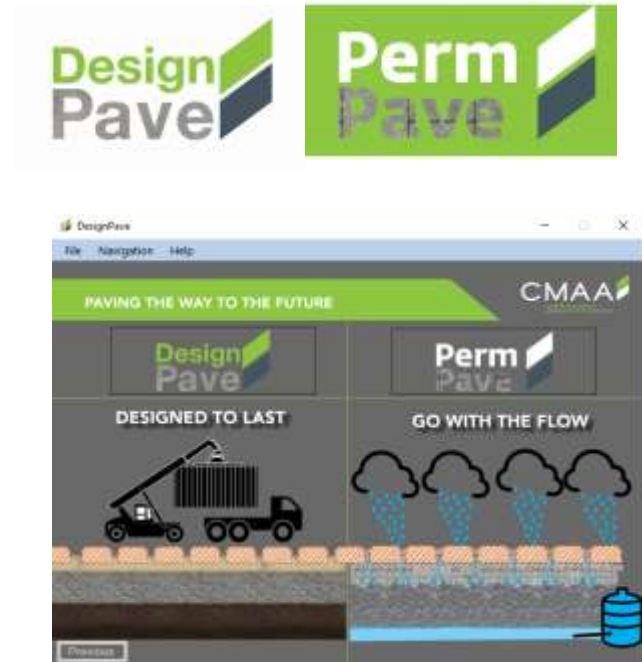 Design
Pave
Perm
Pave
DesignPave
File Navigation Help
PAVING THE WAY TO THE FUTURE
CMAA
Design
Pave
Perm
Pave
DESIGNED TO LAST
GO WITH THE FLOW
Previous